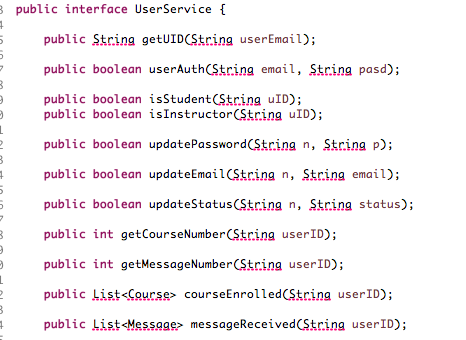 public interface UserService {
public String getUID(String userEmail);
public boolean userAuth(String email, String pasd);
public boolean isStudent(String uID);
public boolean isInstructor(String uID);
public boolean updatePassword(String n, String p);
public boolean updateEmail(String n, String email);
public boolean updateStatus(String n, String status);
public int getCourseNumber(String userID);
public int getMessageNumber(String userID);
public List<Course> courseEnrolled(String userID);
public List<Message> messageReceived(String userID);